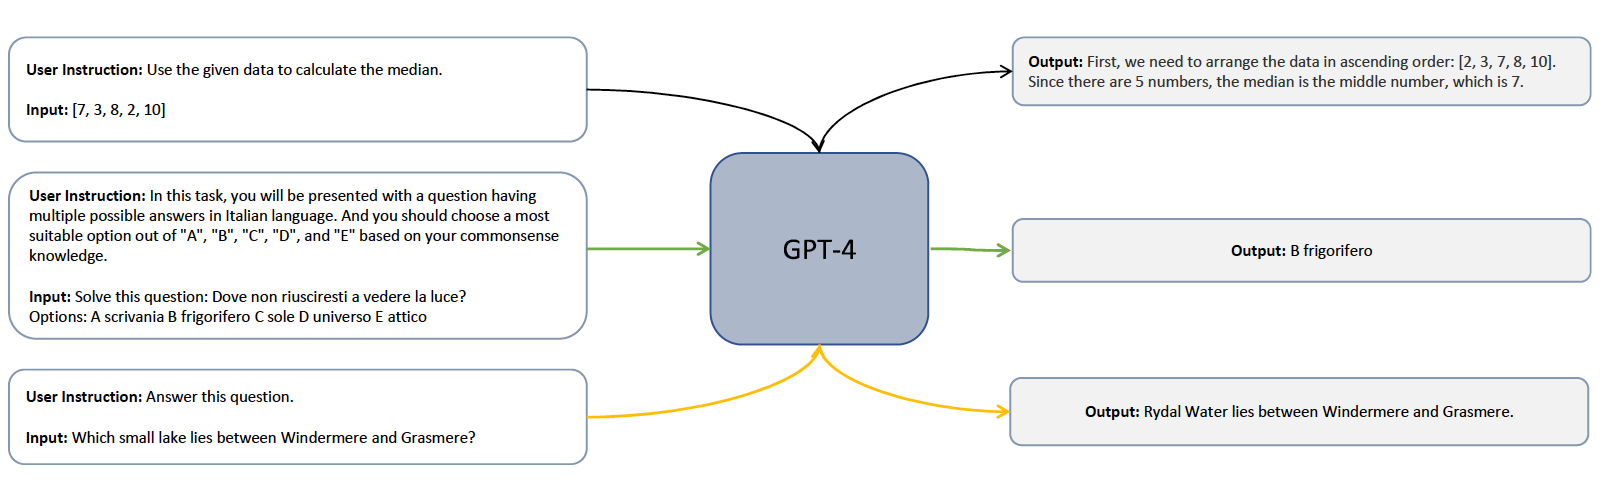 User Instruction: Use the given data to calculate the median.
Input: [7, 3, 8, 2, 10]
User Instruction: In this task, you will be presented with a question having
multiple possible answers in Italian language. And you should choose a most
suitable option out of "A", "B", "C", "D", and "E" based on your commonsense
knowledge.
Input: Solve this question: Dove non riusciresti a vedere la luce?
Options: A scrivania B frigorifero C sole D universo E attico
User Instruction: Answer this question.
Input: Which small lake lies between Windermere and Grasmere?
GPT-4
Output: First, we need to arrange the data in ascending order: [2, 3, 7, 8, 10].
Since there are 5 numbers, the median is the middle number, which is 7.
Output: B frigorifero
Output: Rydal Water lies between Windermere and Grasmere.